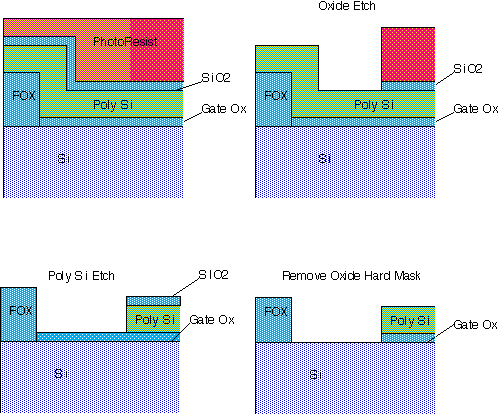 Oxide Etch
PhotoResist
SiO2
FOX
Poly Si
Gate Ox
Si
SiO2
FOX
Poly Si
Gate Ox
Si
Poly Si Etch
SIO2
FOX
Poly Si
Gate Ox
Si
Remove Oxide Hard Mask
FOX
Poly Si
Gate Ox
Si